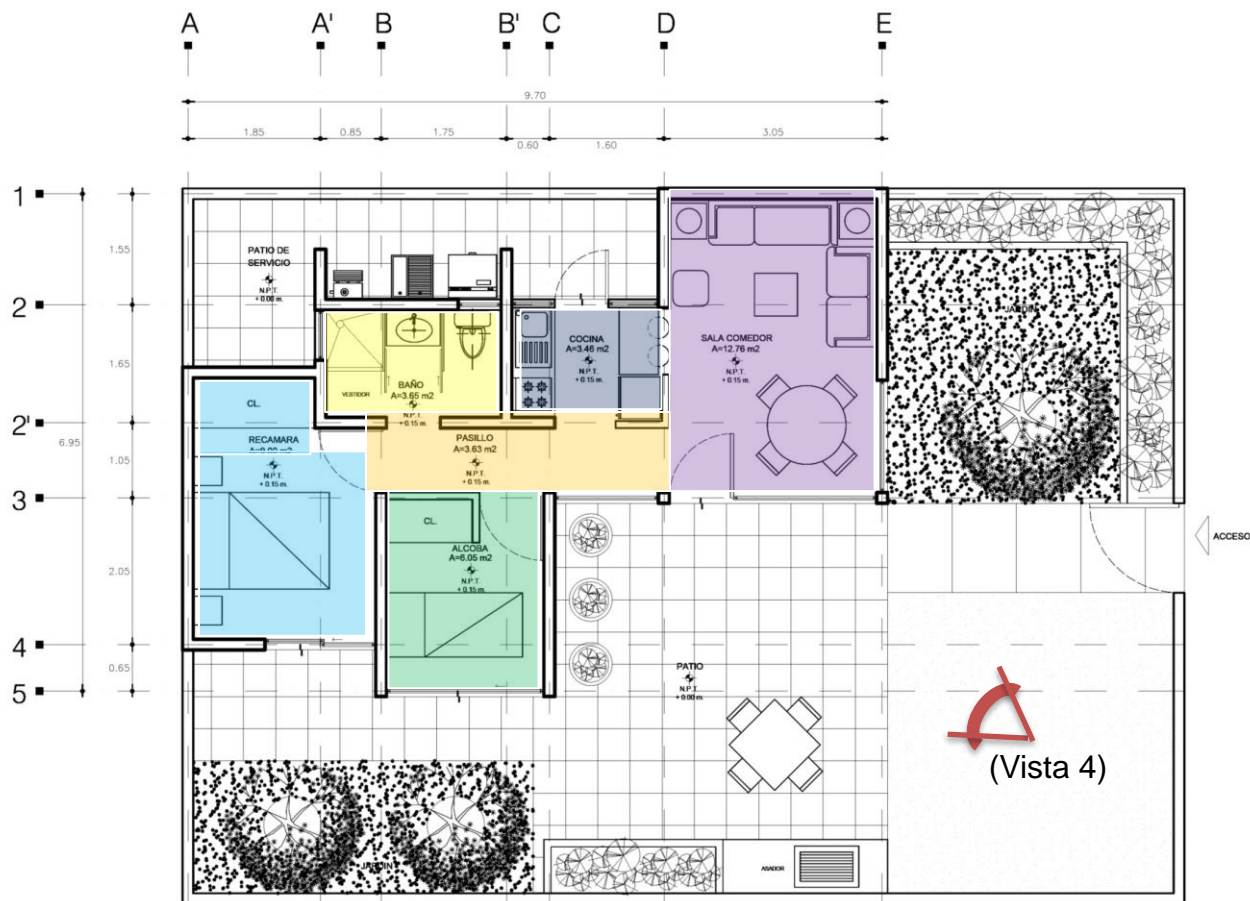 A A' B B' C D E
9.70
1.85 0.85 1.75 0.60 1.60 3.05
1
2
2'
3
4
5
6.95
1.55
1.65
1.05
2.05
0.65
PATIO DE
SERVICIO
N.P.T.
+ 0.00 m.
JARDIN
COCINA
A=3.46 m2
N.P.T.
+ 0.15 m.
SALA COMEDOR
A=12.76 m2
N.P.T.
+ 0.15 m.
BAÑO
A=3.65 m2
N.P.T.
+ 0.15 m.
VESTIDOR
CL.
RECAMARA
N.P.T.
+ 0.15 m.
PASILLO
A=3.63 m2
N.P.T.
+ 0.15 m.
CL.
ALCOBA
A=6.05 m2
N.P.T.
+ 0.15 m.
ACCESO
PATIO
N.P.T.
+ 0.00 m.
(Vista 4)
JARDIN
ASADOR